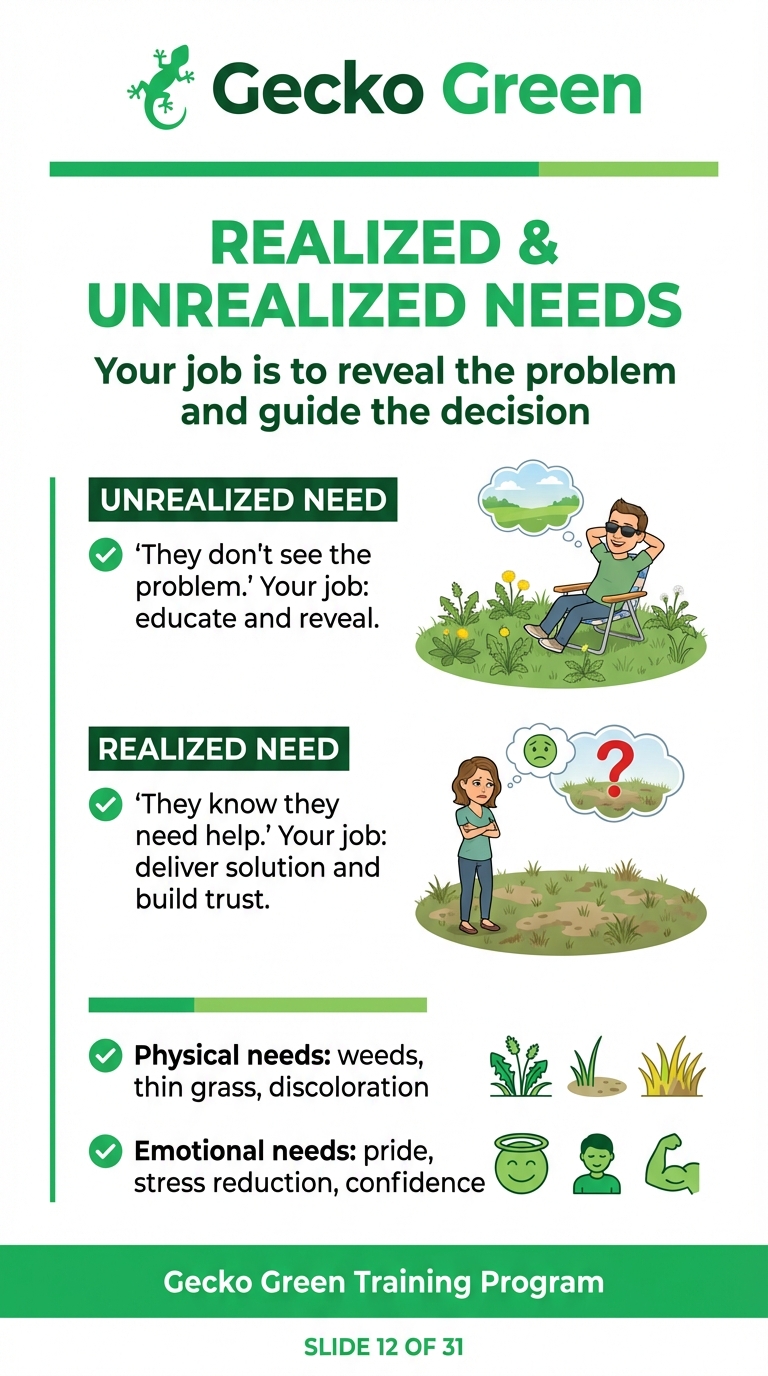 Gecko Green
REALIZED &
UNREALIZED NEEDS
Your job is to reveal the problem
and guide the decision
UNREALIZED NEED
‘They don't see the
problem.’ Your job:
educate and reveal.
REALIZED NEED
‘They know they
need help.’ Your job:
deliver solution and
build trust.
?
Physical needs: weeds,
thin grass, discoloration
Emotional needs: pride,
stress reduction, confidence
Gecko Green Training Program
SLIDE 12 OF 31